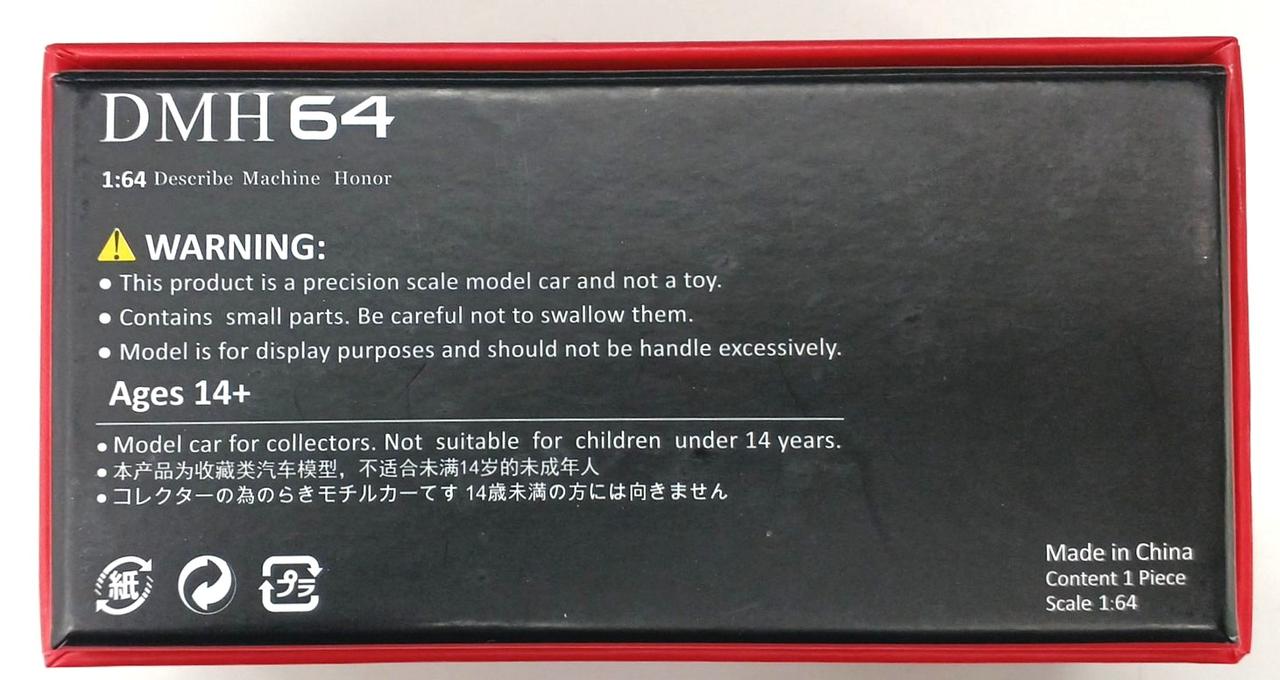 DMH 64
1:64 Describe Machine Honor
WARNING:
• This product is a precision scale model car and not a toy.
• Contains small parts. Be careful not to swallow them.
• Model is for display purposes and should not be handle excessively.
Ages 14+
• Model car for collectors. Not suitable for children under 14 years.
• 本产品为收藏类汽车模型，不适合未满14岁的未成年人
• コレクターの為のらきモチルカーてす 14歳未満の方には向きません
紙
プラ
Made in China
Content 1 Piece
Scale 1:64